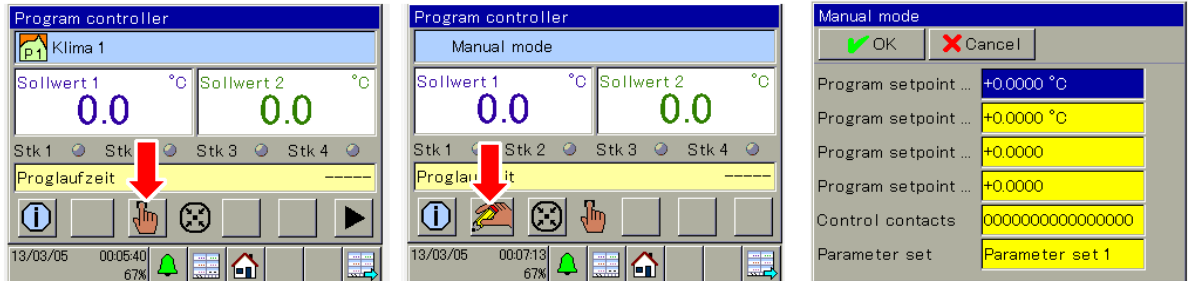 Program controller
P1 Klima 1
Sollwert 1 °C Sollwert 2 °C
0.0 0.0
Stk 1 Stk Stk 3 Stk 4
Proglaufzeit -----
13/03/05 00:05:40
67%
Program controller
Manual mode
Sollwert 1 °C Sollwert 2 °C
0.0 0.0
Stk 1 Stk 2 Stk 3 Stk 4
Proglau it -----
13/03/05 00:07:13
67%
Manual mode
OK Cancel
Program setpoint ... +0.0000 °C
Program setpoint ... +0.0000 °C
Program setpoint ... +0.0000
Program setpoint ... +0.0000
Control contacts 0000000000000000
Parameter set Parameter set 1